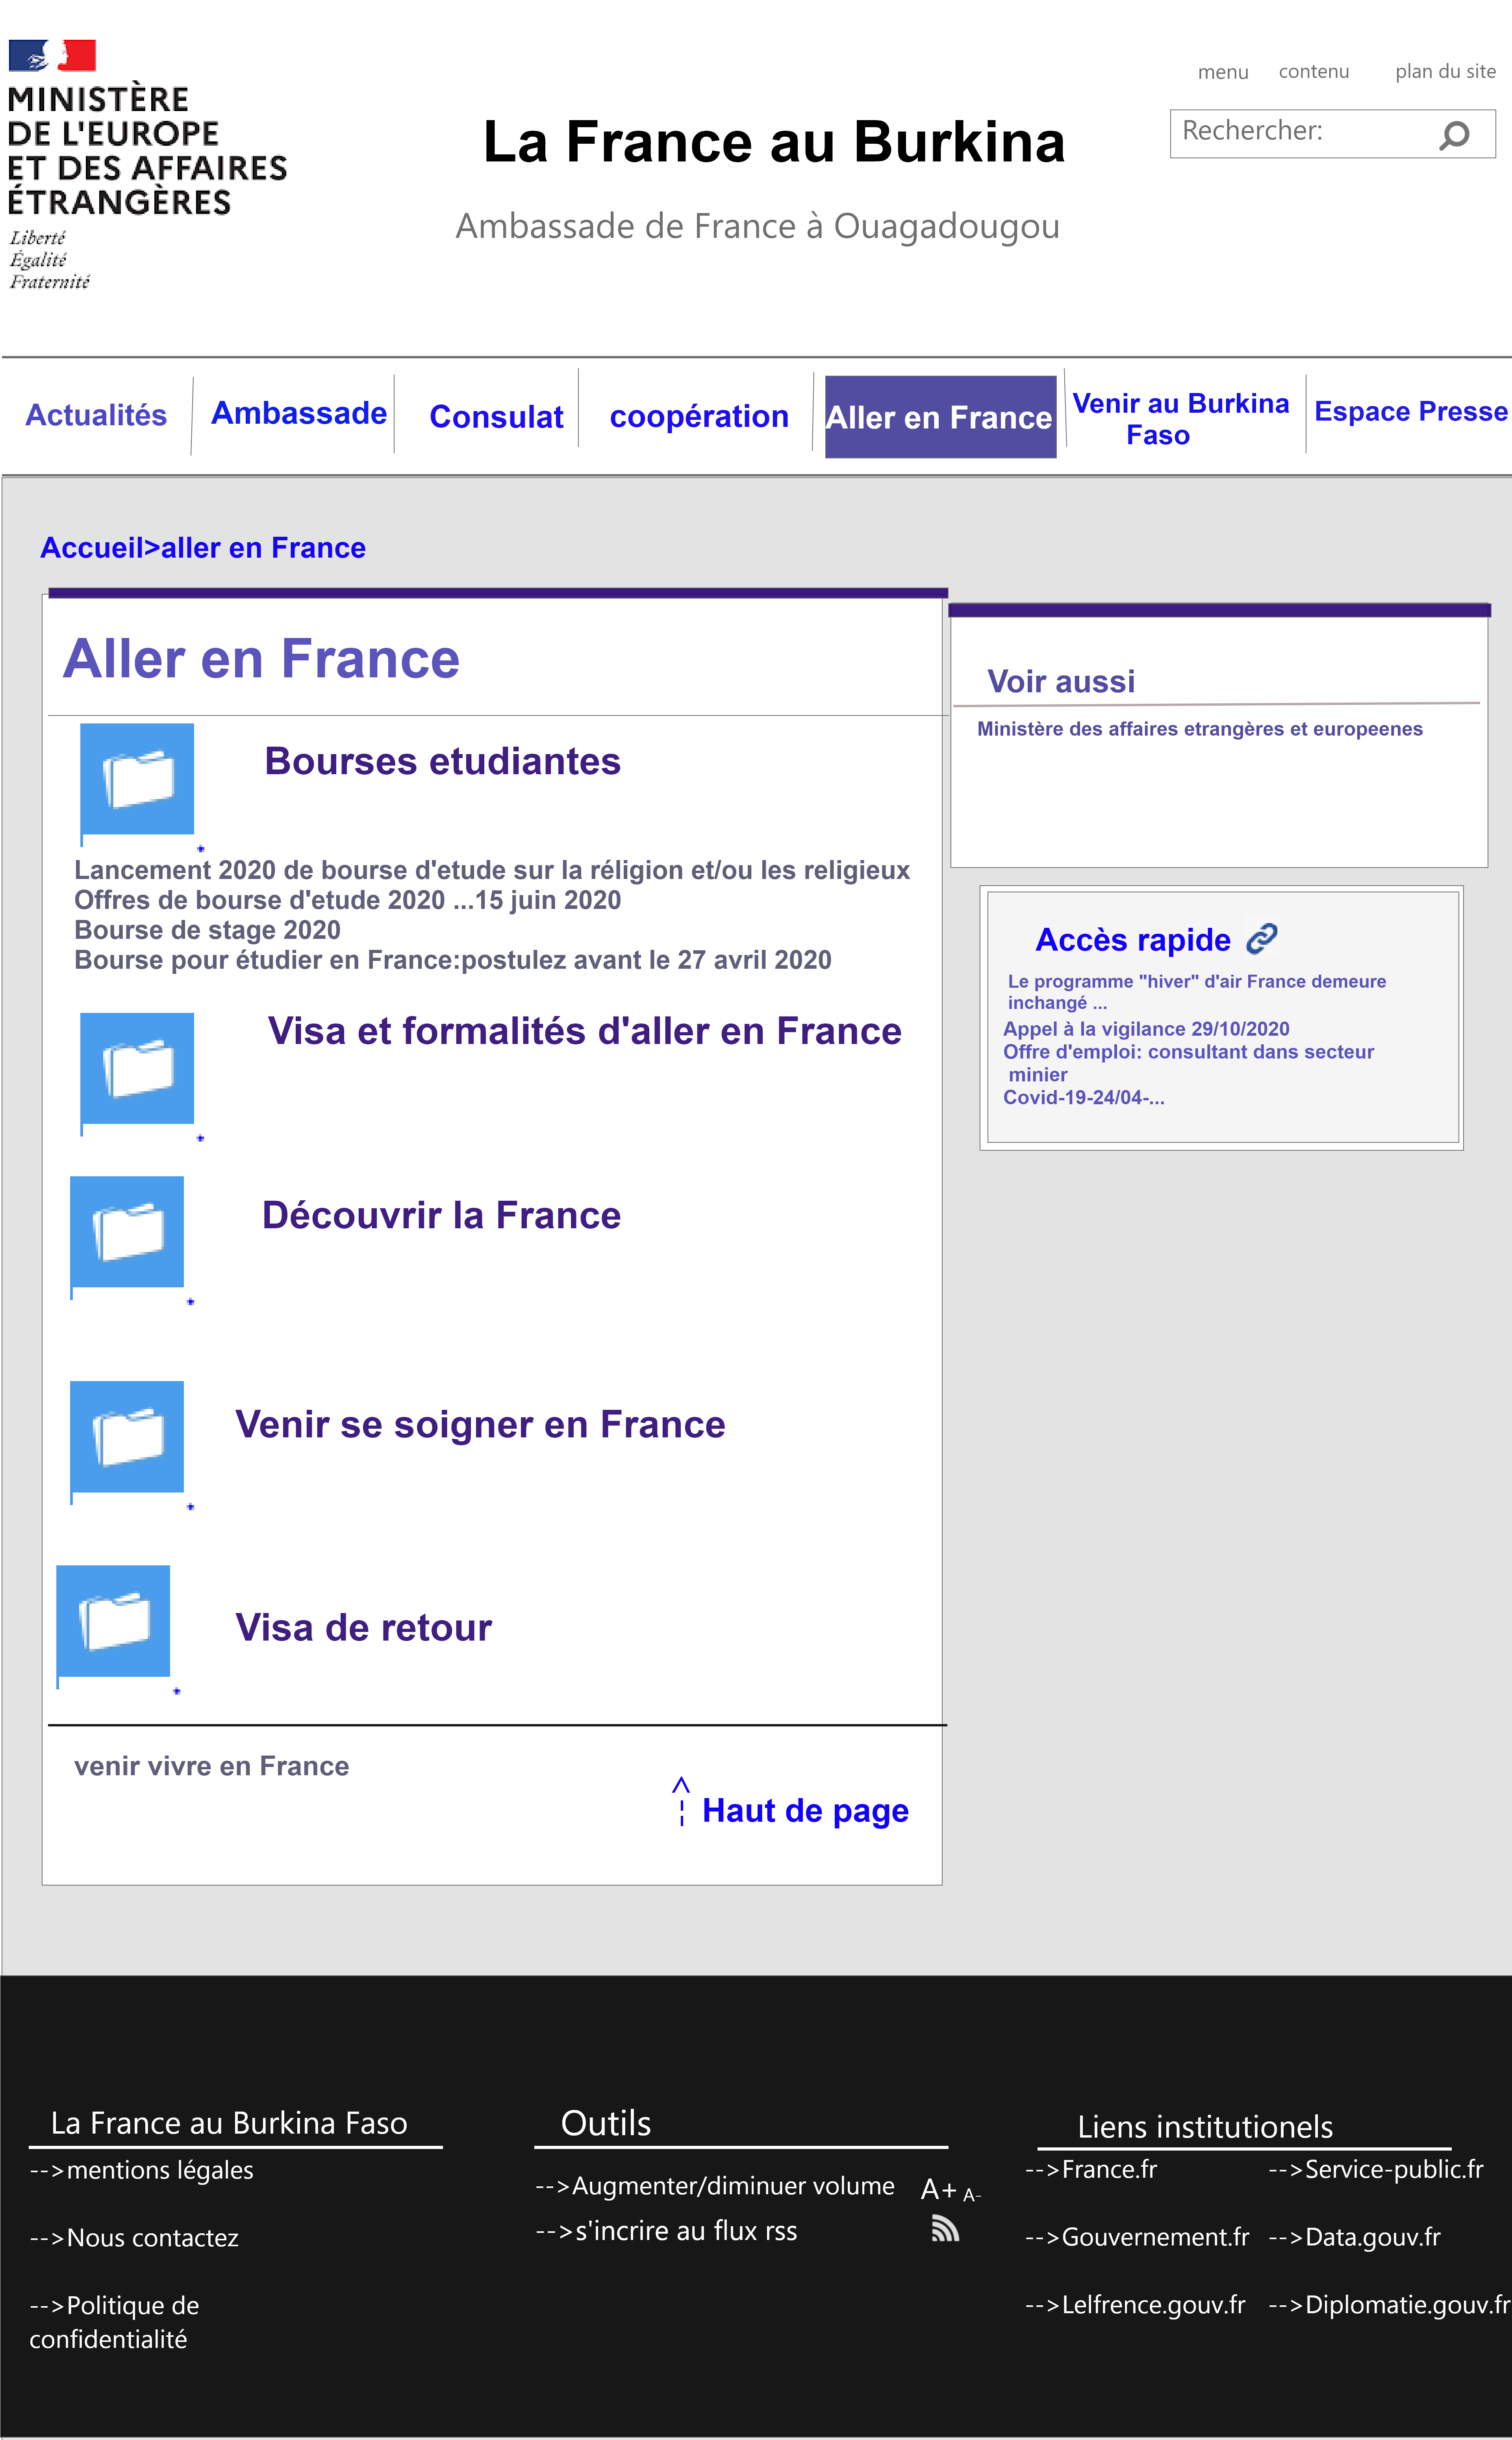 MINISTÈRE
DE L'EUROPE
ET DES AFFAIRES
ÉTRANGÈRES
Liberté
Égalité
Fraternité
menu contenu plan du site
Rechercher:
La France au Burkina
Ambassade de France à Ouagadougou
Actualités
Ambassade
Consulat
coopération
Aller en France
Venir au Burkina
Faso
Espace Presse
Accueil>aller en France
Aller en France
Bourses etudiantes
Lancement 2020 de bourse d'etude sur la réligion et/ou les religieux
Offres de bourse d'etude 2020 ...15 juin 2020
Bourse de stage 2020
Bourse pour étudier en France:postulez avant le 27 avril 2020
Visa et formalités d'aller en France
Découvrir la France
Venir se soigner en France
Visa de retour
venir vivre en France
Haut de page
Voir aussi
Ministère des affaires etrangères et europeenes
Accès rapide
Le programme "hiver" d'air France demeure
inchangé ...
Appel à la vigilance 29/10/2020
Offre d'emploi: consultant dans secteur
minier
Covid-19-24/04-...
La France au Burkina Faso
-->mentions légales
-->Nous contactez
-->Politique de
confidentialité
Outils
-->Augmenter/diminuer volume A+ A-
-->s'incrire au flux rss
Liens institutionels
-->France.fr -->Service-public.fr
-->Gouvernement.fr -->Data.gouv.fr
-->Lelfrence.gouv.fr -->Diplomatie.gouv.fr